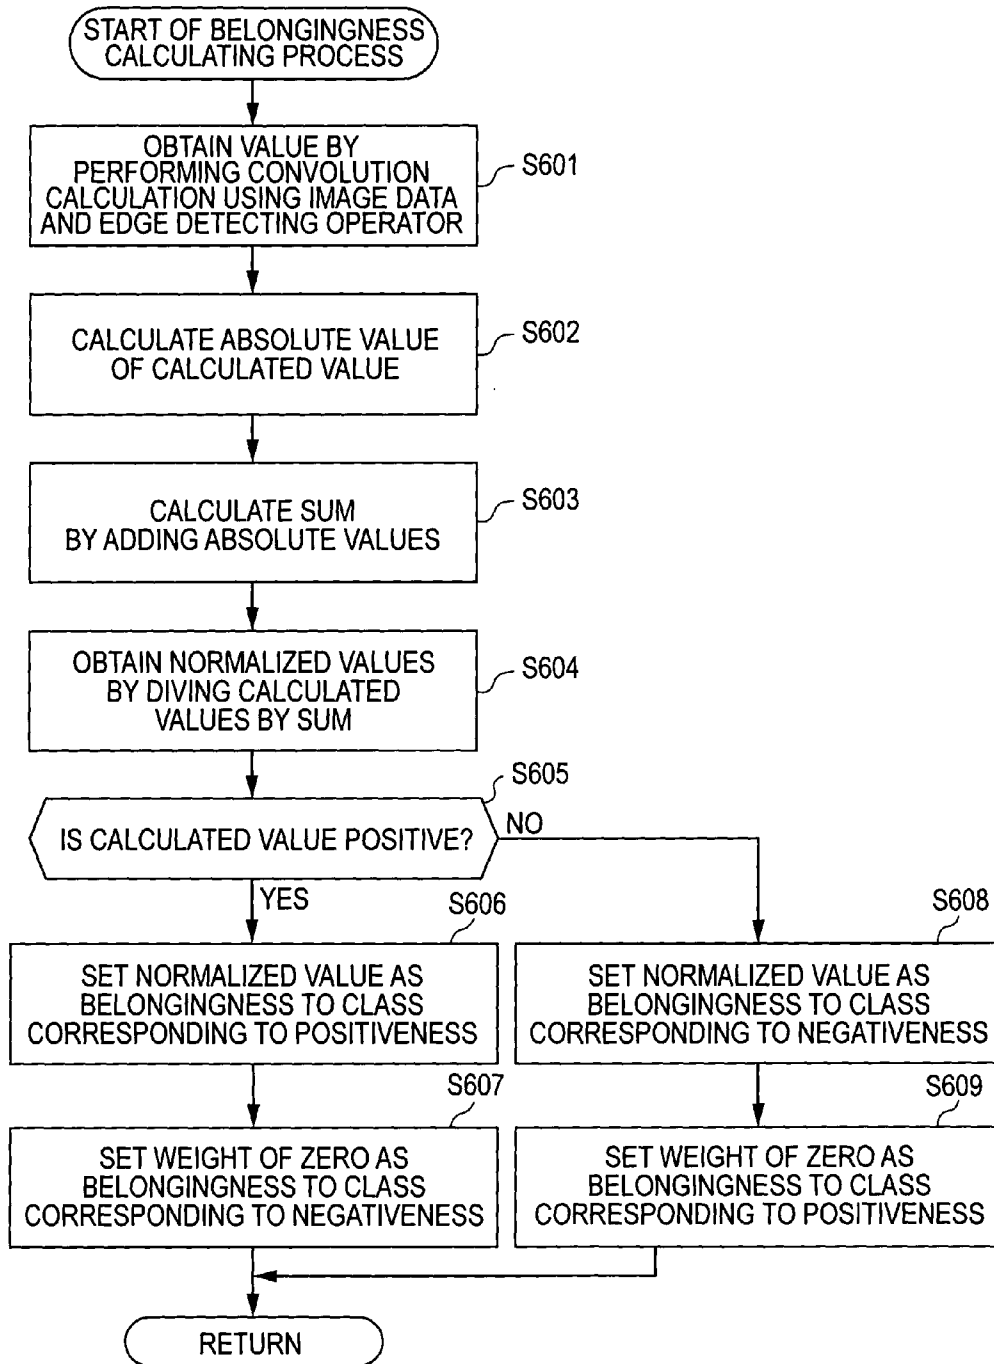 START OF BELONGINGNESS
CALCULATING PROCESS
OBTAIN VALUE BY
PERFORMING CONVOLUTION
CALCULATION USING IMAGE DATA
AND EDGE DETECTING OPERATOR
S601
CALCULATE ABSOLUTE VALUE
OF CALCULATED VALUE
S602
CALCULATE SUM
BY ADDING ABSOLUTE VALUES
S603
OBTAIN NORMALIZED VALUES
BY DIVING CALCULATED
VALUES BY SUM
S604
S605
IS CALCULATED VALUE POSITIVE?
NO
YES
S606
SET NORMALIZED VALUE AS
BELONGINGNESS TO CLASS
CORRESPONDING TO POSITIVENESS
S608
SET NORMALIZED VALUE AS
BELONGINGNESS TO CLASS
CORRESPONDING TO NEGATIVENESS
S607
SET WEIGHT OF ZERO AS
BELONGINGNESS TO CLASS
CORRESPONDING TO NEGATIVENESS
S609
SET WEIGHT OF ZERO AS
BELONGINGNESS TO CLASS
CORRESPONDING TO POSITIVENESS
RETURN